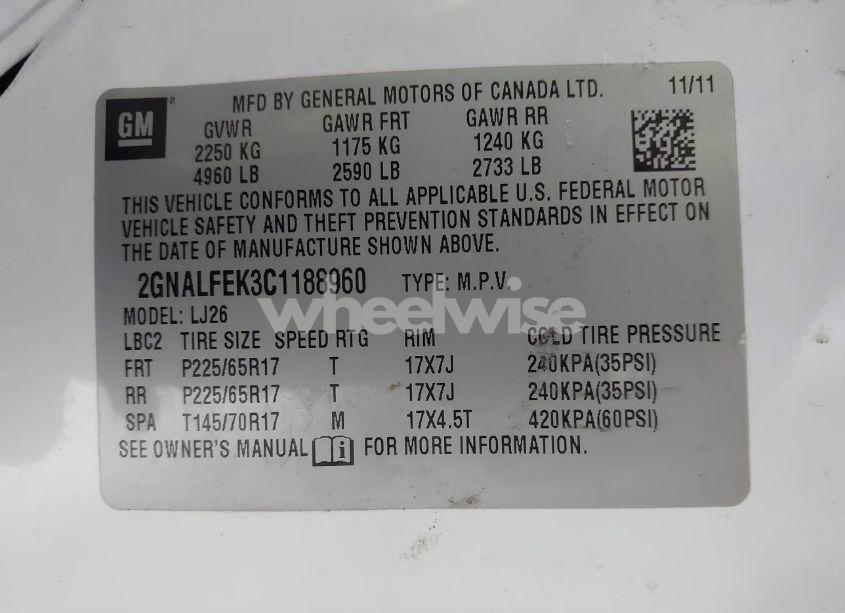 GM
MFD BY GENERAL MOTORS OF CANADA LTD. 11/11
GVWR GAWR FRT GAWR RR
2250 KG 1175 KG 1240 KG
4960 LB 2590 LB 2733 LB
THIS VEHICLE CONFORMS TO ALL APPLICABLE U.S. FEDERAL MOTOR
VEHICLE SAFETY AND THEFT PREVENTION STANDARDS IN EFFECT ON
THE DATE OF MANUFACTURE SHOWN ABOVE.
2GNALFEK3C1188960 TYPE: M.P.V.
wheelwise
MODEL: LJ26
LBC2 TIRE SIZE SPEED RTG RIM COLD TIRE PRESSURE
FRT P225/65R17 T 17X7J 240KPA(35PSI)
RR P225/65R17 T 17X7J 240KPA(35PSI)
SPA T145/70R17 M 17X4.5T 420KPA(60PSI)
SEE OWNER'S MANUAL i FOR MORE INFORMATION.